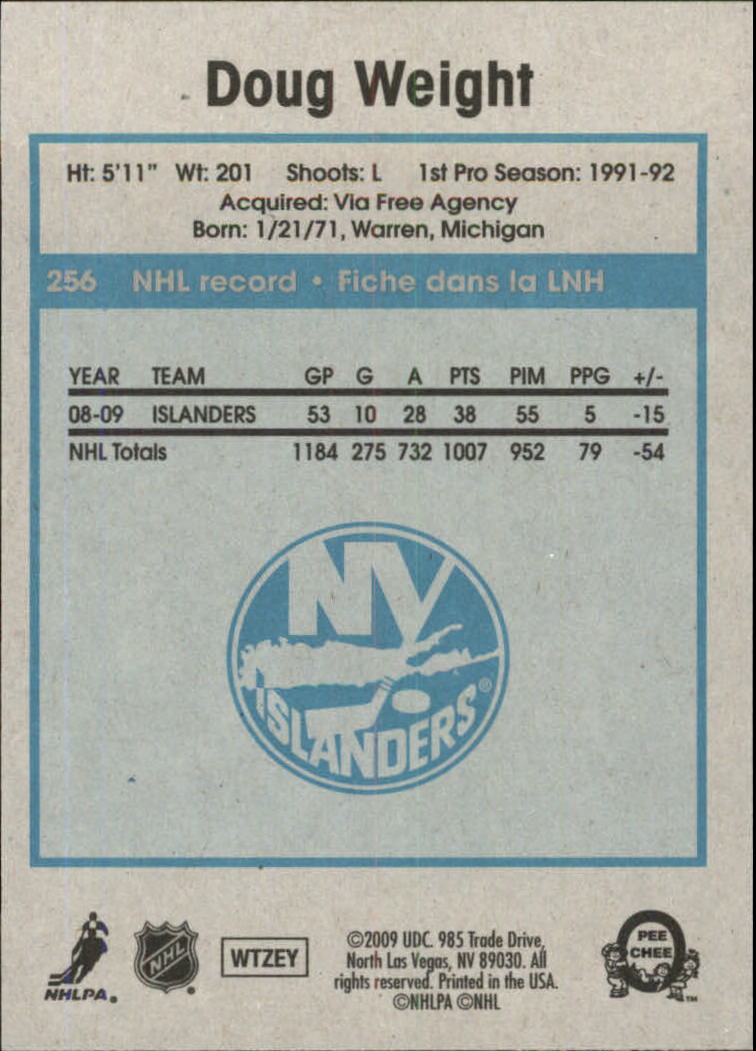 Doug Weight
Ht: 5'11" Wt: 201 Shoots: L 1st Pro Season: 1991-92
Acquired: Via Free Agency
Born: 1/21/71, Warren, Michigan
256 NHL record • Fiche dans la LNH
YEAR TEAM GP G A PTS PIM PPG +/-
08-09 ISLANDERS 53 10 28 38 55 5 -15
NHL Totals 1184 275 732 1007 952 79 -54
NY
ISLANDERS®
NHLPA®
NHL®
WTZEY
©2009 UDC. 985 Trade Drive,
North Las Vegas, NV 89030. All
rights reserved. Printed in the USA.
©NHLPA ©NHL
O
PEE
CHEE
™